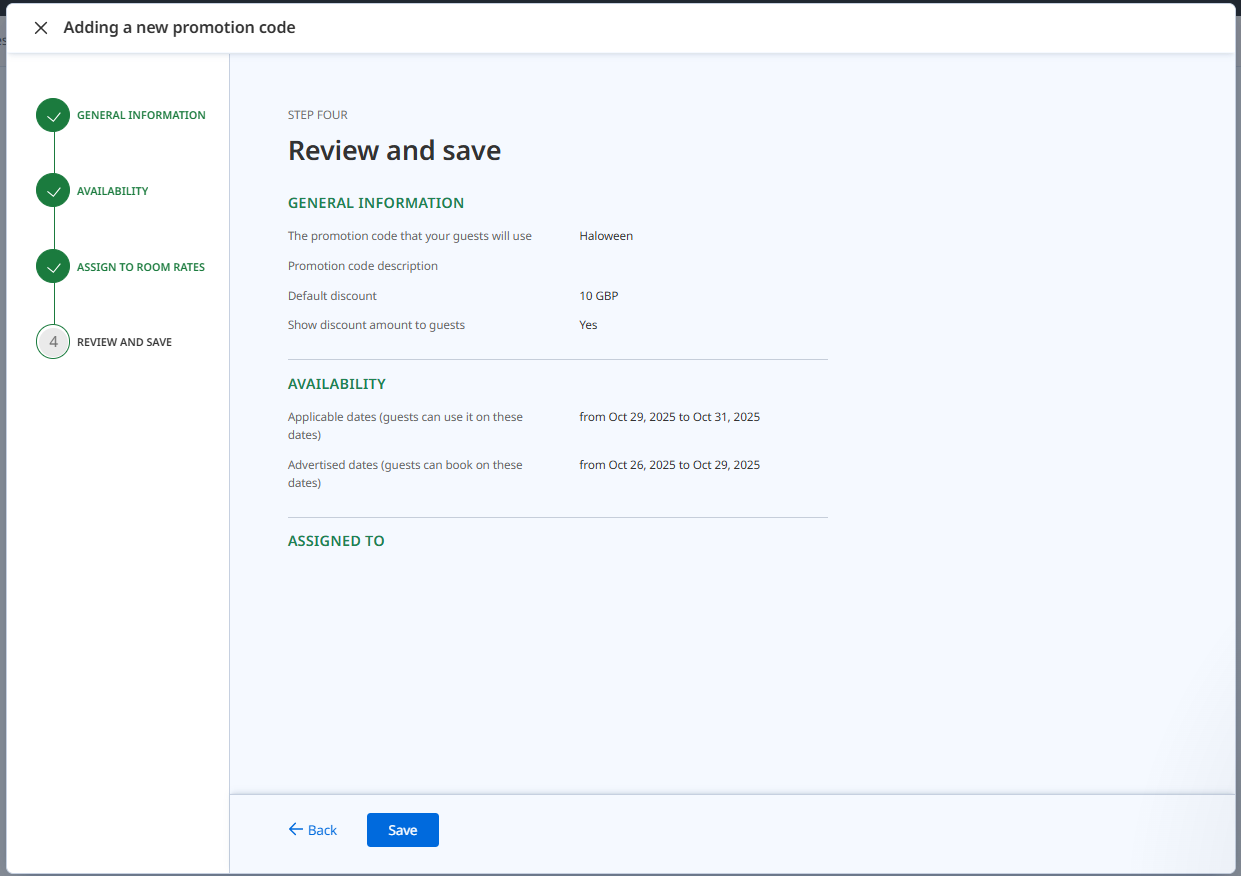 Adding a new promotion code
GENERAL INFORMATION
AVAILABILITY
ASSIGN TO ROOM RATES
4 REVIEW AND SAVE
STEP FOUR
Review and save
GENERAL INFORMATION
The promotion code that your guests will use Haloween
Promotion code description
Default discount 10 GBP
Show discount amount to guests Yes
AVAILABILITY
Applicable dates (guests can use it on these from Oct 29, 2025 to Oct 31, 2025
dates)
Advertised dates (guests can book on these from Oct 26, 2025 to Oct 29, 2025
dates)
ASSIGNED TO
Back Save